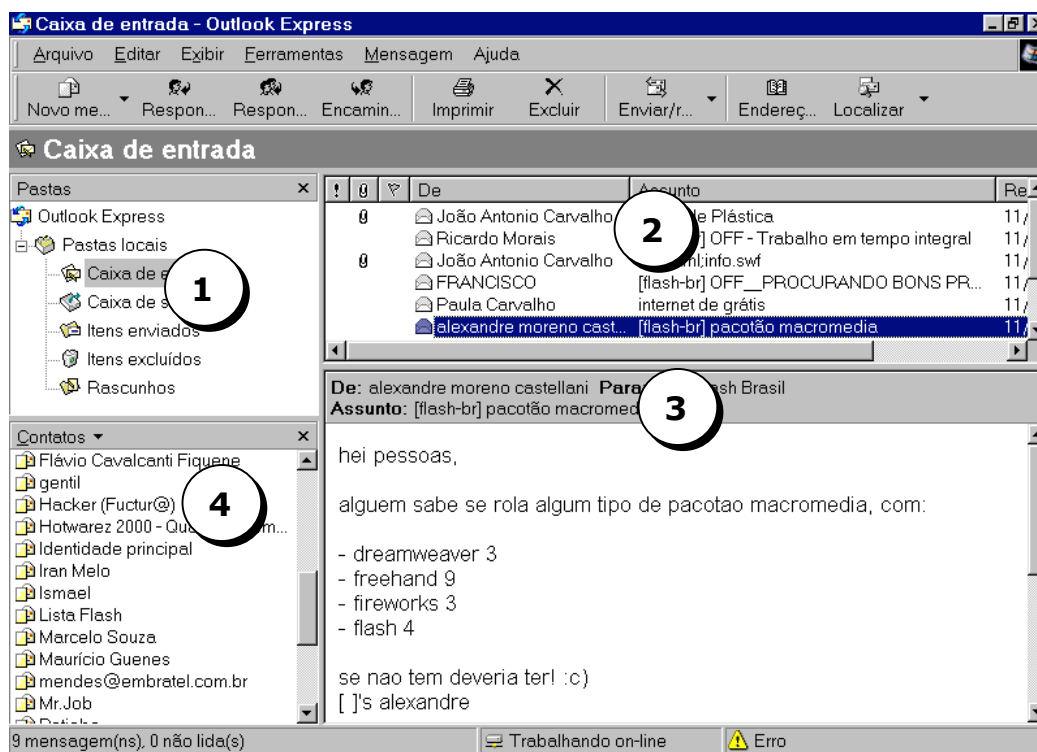 Caixa de entrada - Outlook Express
Arquivo Editar Exibir Ferramentas Mensagem Ajuda
Novo me... Respon... Respon... Encamin... Imprimir Excluir Enviar/r... Endereç... Localizar
Caixa de entrada
Pastas ×
Outlook Express
Pastas locais
Caixa de
Caixa de
Itens enviados
Itens excluídos
Rascunhos
1
! De Assunto
João Antonio Carvalho Plástica 11/
Ricardo Morais OFF - Trabalho em tempo integral 11/
João Antonio Carvalho info.swf 11/
FRANCISCO [flash-br] OFF__PROCURANDO BONS PR... 11/
Paula Carvalho internet de grátis 11/
alexandre moreno cast... [flash-br] pacotão macromedia 11/
2
De: alexandre moreno castellani Para Brasil
Assunto: [flash-br] pacotão
3
Contatos ×
Flávio Cavalcanti Fiquene
gentil
Hacker (Fuctur@)
Hotwarez 2000 -
Identidade principal
Iran Melo
Ismael
Lista Flash
Marcelo Souza
Maurício Guenes
mendes@embratel.com.br
Mr.Job
4
hei pessoas,
alguem sabe se rola algum tipo de pacotao macromedia, com:
- dreamweaver 3
- freehand 9
- fireworks 3
- flash 4
se nao tem deveria ter! :c)
[ ]'s alexandre
9 mensagem(ns), 0 não lida(s) Trabalhando on-line Erro